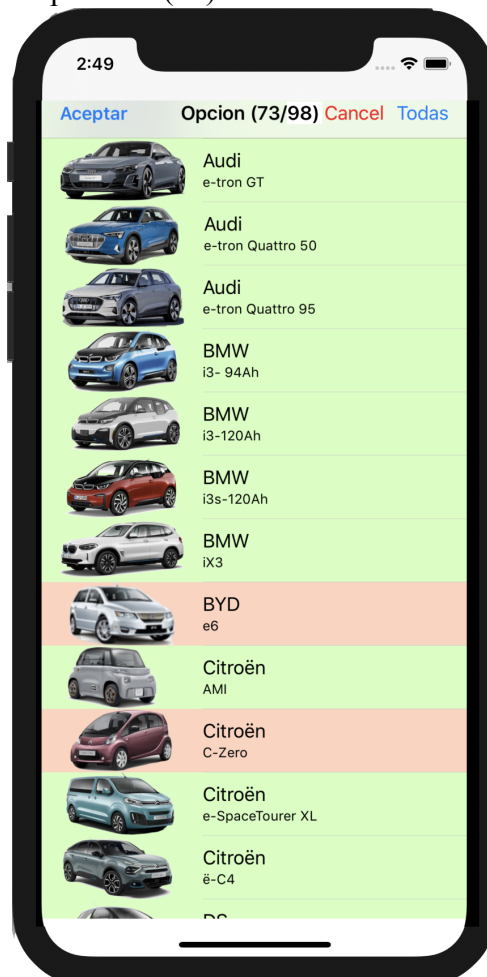 2:49
Aceptar Opcion (73/98) Cancel Todas
Audi
e-tron GT
Audi
e-tron Quattro 50
Audi
e-tron Quattro 95
BMW
i3- 94Ah
BMW
i3-120Ah
BMW
i3s-120Ah
BMW
iX3
BYD
e6
Citroën
AMI
Citroën
C-Zero
Citroën
e-SpaceTourer XL
Citroën
ë-C4
DS